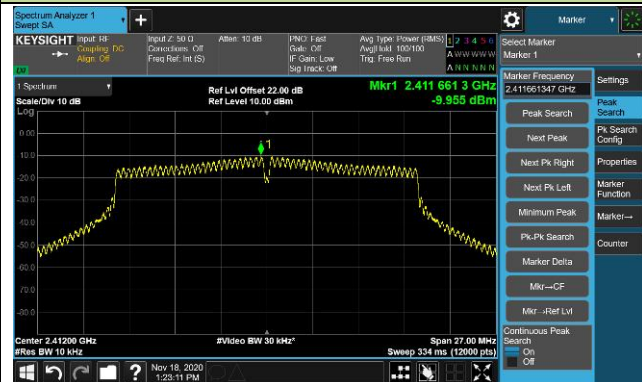 Spectrum Analyzer 1
Swept SA
Marker
KEYSIGHT
Input: RF
Coupling: DC
Align: Off
Input Z: 50 Ω
Corrections: Off
Freq Ref: Int (S)
Atten: 10 dB
PNO: Fast
Gate: Off
IF Gain: Low
Sig Track: Off
Avg Type: Power (RMS)
Avg|Hold: 100/100
Trig: Free Run
1 2 3 4 5 6
A W W W W W
A N N N N N
Select Marker
Marker 1
LXI
1 Spectrum
Scale/Div 10 dB
Log
Ref Lvl Offset 22.00 dB
Ref Level 10.00 dBm
Mkr1 2.411 661 3 GHz
-9.955 dBm
Marker Frequency
2.411661347 GHz
Settings
Peak Search
Peak
Search
Next Peak
Pk Search
Config
Next Pk Right
Properties
Next Pk Left
Marker
Function
Minimum Peak
Marker→
Pk-Pk Search
Counter
Marker Delta
Mkr→CF
Mkr→Ref Lvl
Continuous Peak
Search
On
Off
0.00
-10.0
-20.0
-30.0
-40.0
-50.0
-60.0
-70.0
-80.0
1
Center 2.41200 GHz
#Res BW 10 kHz
#Video BW 30 kHz*
Span 27.00 MHz
Sweep 334 ms (12000 pts)
Nov 18, 2020
1:23:11 PM